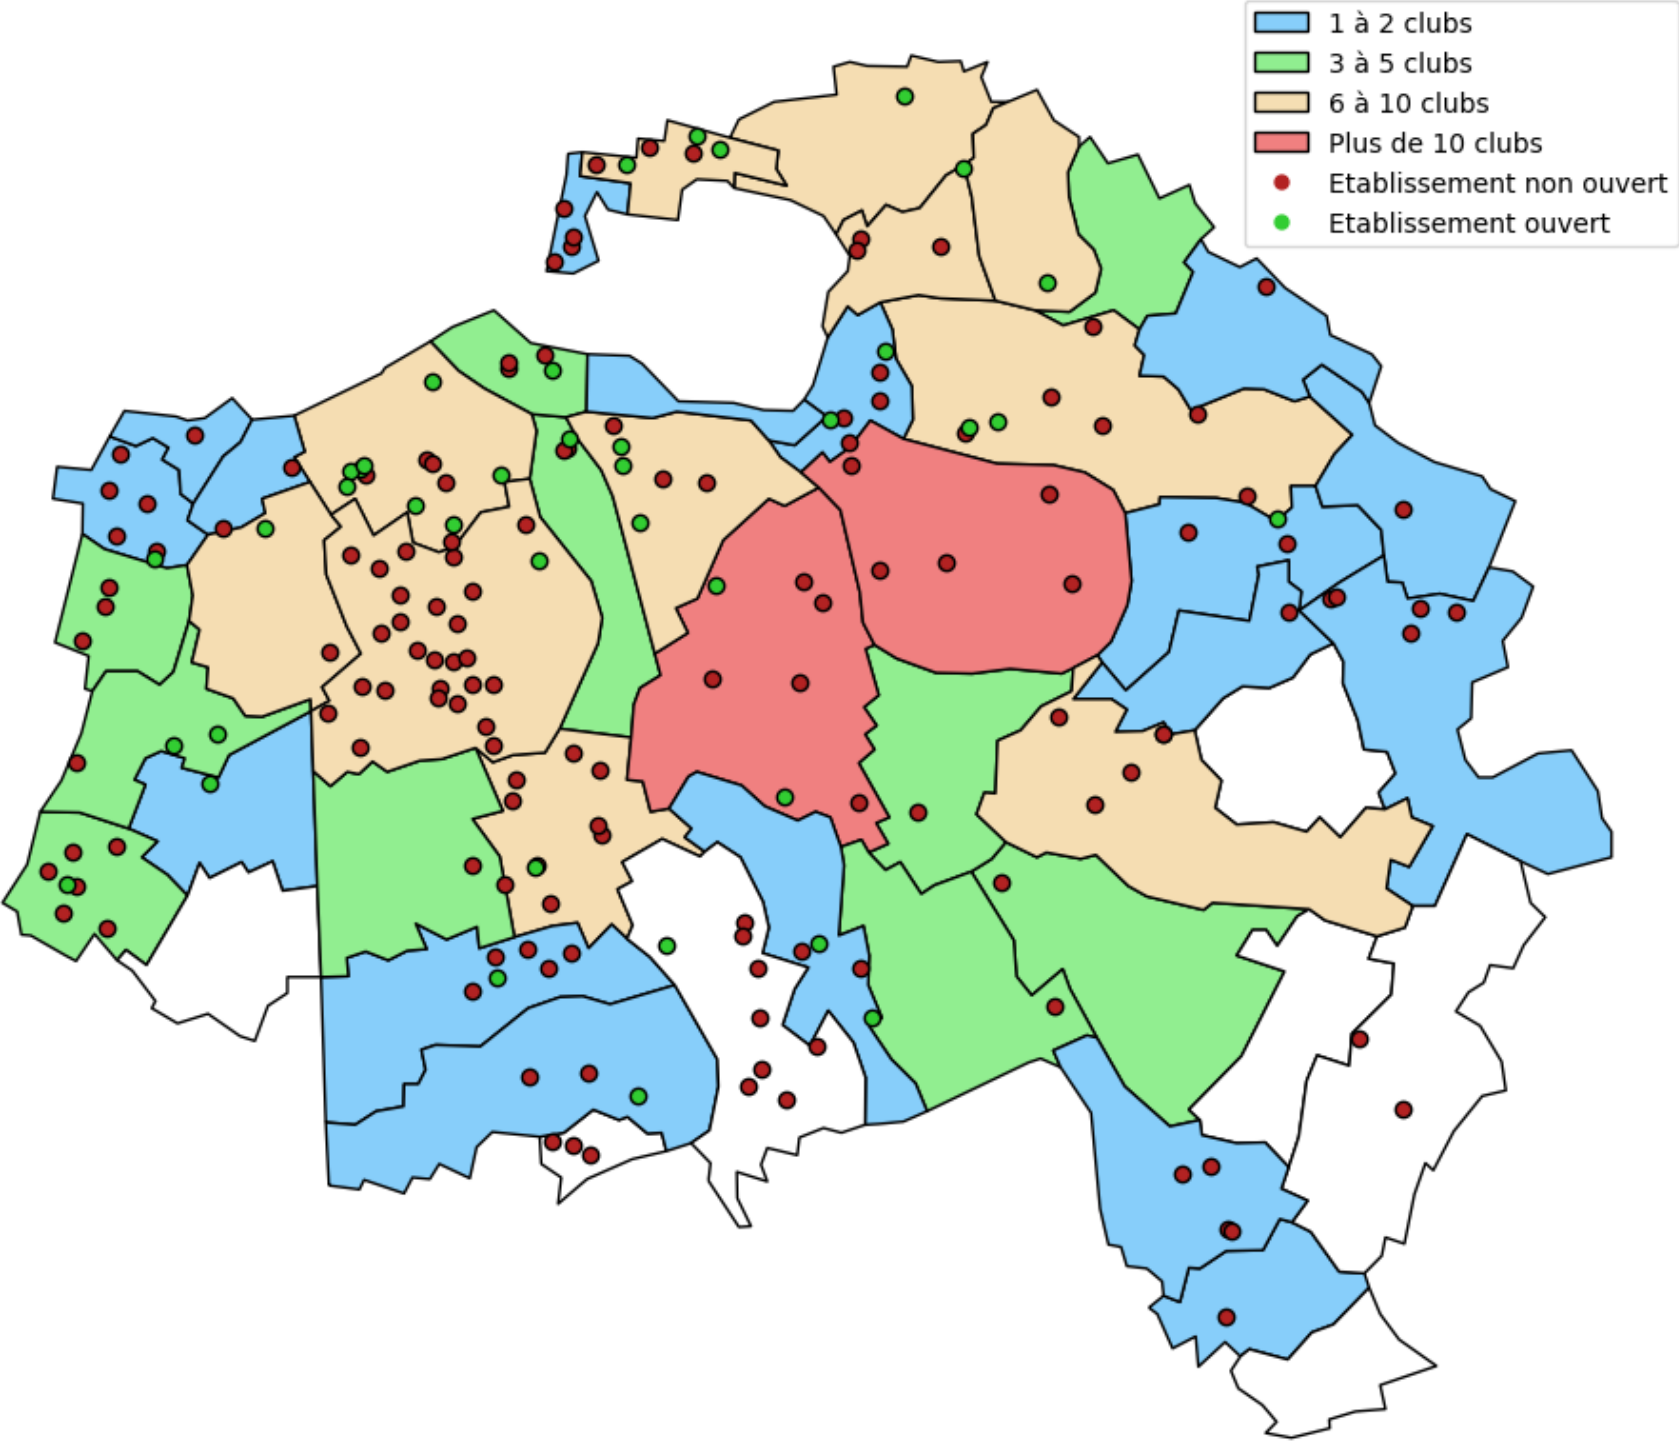 1 à 2 clubs
3 à 5 clubs
6 à 10 clubs
Plus de 10 clubs
Etablissement non ouvert
Etablissement ouvert